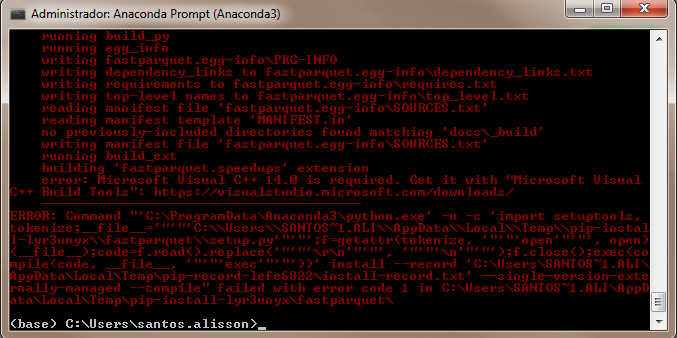 Administrador: Anaconda Prompt (Anaconda3)
running build_py
running egg_info
writing fastparquet.egg-info\PKG-INFO
writing dependency_links to fastparquet.egg-info\dependency_links.txt
writing requirements to fastparquet.egg-info\requires.txt
writing top-level names to fastparquet.egg-info\top_level.txt
reading manifest file 'fastparquet.egg-info\SOURCES.txt'
reading manifest template 'MANIFEST.in'
no previously-included directories found matching 'docs\_build'
writing manifest file 'fastparquet.egg-info\SOURCES.txt'
running build_ext
building 'fastparquet.speedups' extension
error: Microsoft Visual C++ 14.0 is required. Get it with "Microsoft Visual
C++ Build Tools": https://visualstudio.microsoft.com/downloads/
----------------------------------------
ERROR: Command "'C:\ProgramData\Anaconda3\python.exe' -u -c 'import setuptools,
tokenize;__file__='"'"'C:\\Users\\SANTOS~1.ALI\\AppData\\Local\\Temp\\pip-instal
l-lyr3unyx\\fastparquet\\setup.py'"'"';f=getattr(tokenize, '"'"'open'"'"', open)
(__file__);code=f.read().replace('"'"'\r\n'"'"', '"'"'\n'"'"');f.close();exec(co
mpile(code, __file__, '"'"'exec'"'"'))' install --record 'C:\Users\SANTOS~1.ALI\
AppData\Local\Temp\pip-record-lefe6822\install-record.txt' --single-version-exte
rnally-managed --compile" failed with error code 1 in C:\Users\SANTOS~1.ALI\AppD
ata\Local\Temp\pip-install-lyr3unyx\fastparquet\
(base) C:\Users\santos.alisson>_